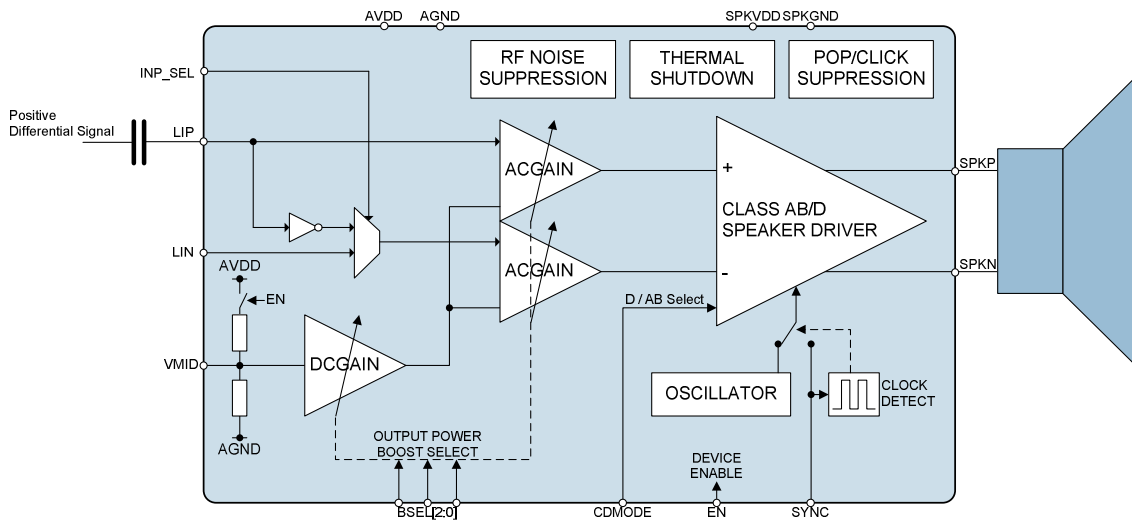 AVDD AGND SPKVDD SPKGND
RF NOISE
SUPPRESSION
THERMAL
SHUTDOWN
POP/CLICK
SUPPRESSION
INP_SEL
Positive
Differential Signal
LIP
ACGAIN
+
SPKP
CLASS AB/D
SPEAKER DRIVER
LIN
AVDD
EN
ACGAIN
-
SPKN
D / AB Select
VMID
DCGAIN
OSCILLATOR
CLOCK
DETECT
AGND
OUTPUT POWER
BOOST SELECT
DEVICE
ENABLE
BSEL[2:0]
CDMODE
EN
SYNC